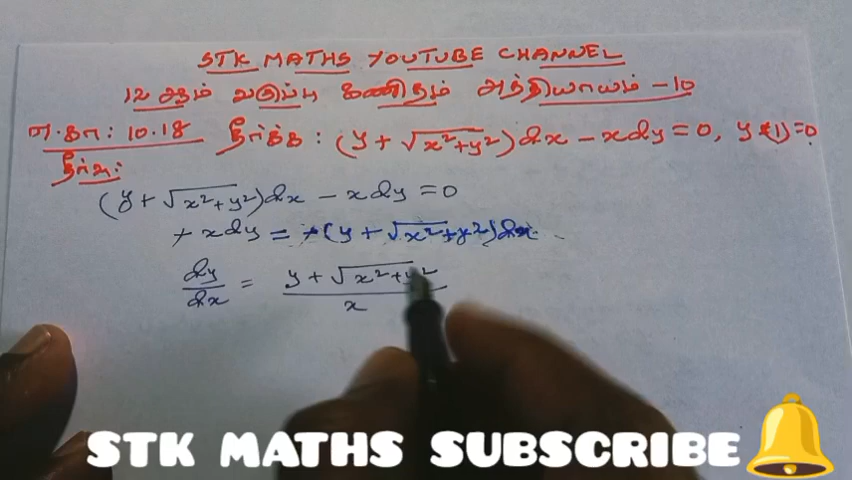 STK MATHS YOUTUBE CHANNEL
12 ஆம் வகுப்பு கணிதம் அத்தியாயம் - 10
எ.கா: 10.18 தீர்க்க: (y + √x²+y²)dx - xdy = 0, y(1)=0
தீர்வு:
(y + √x²+y²)dx - xdy = 0
- xdy = -(y + √x²+y²)dx
dy/dx = y + √x²+y² / x
STK MATHS SUBSCRIBE